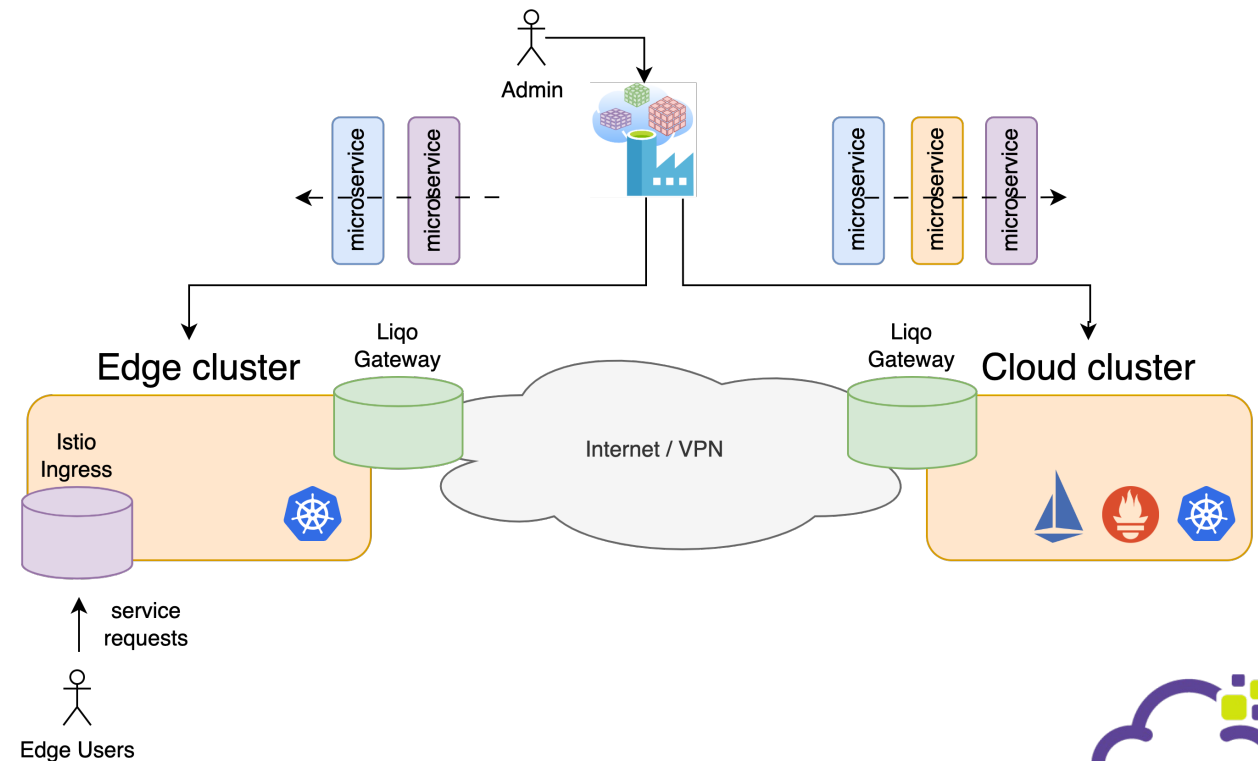 Admin
microservice
microservice
microservice
microservice
microservice
Liqo
Gateway
Liqo
Gateway
Edge cluster
Cloud cluster
Istio
Ingress
Internet / VPN
service
requests
Edge Users